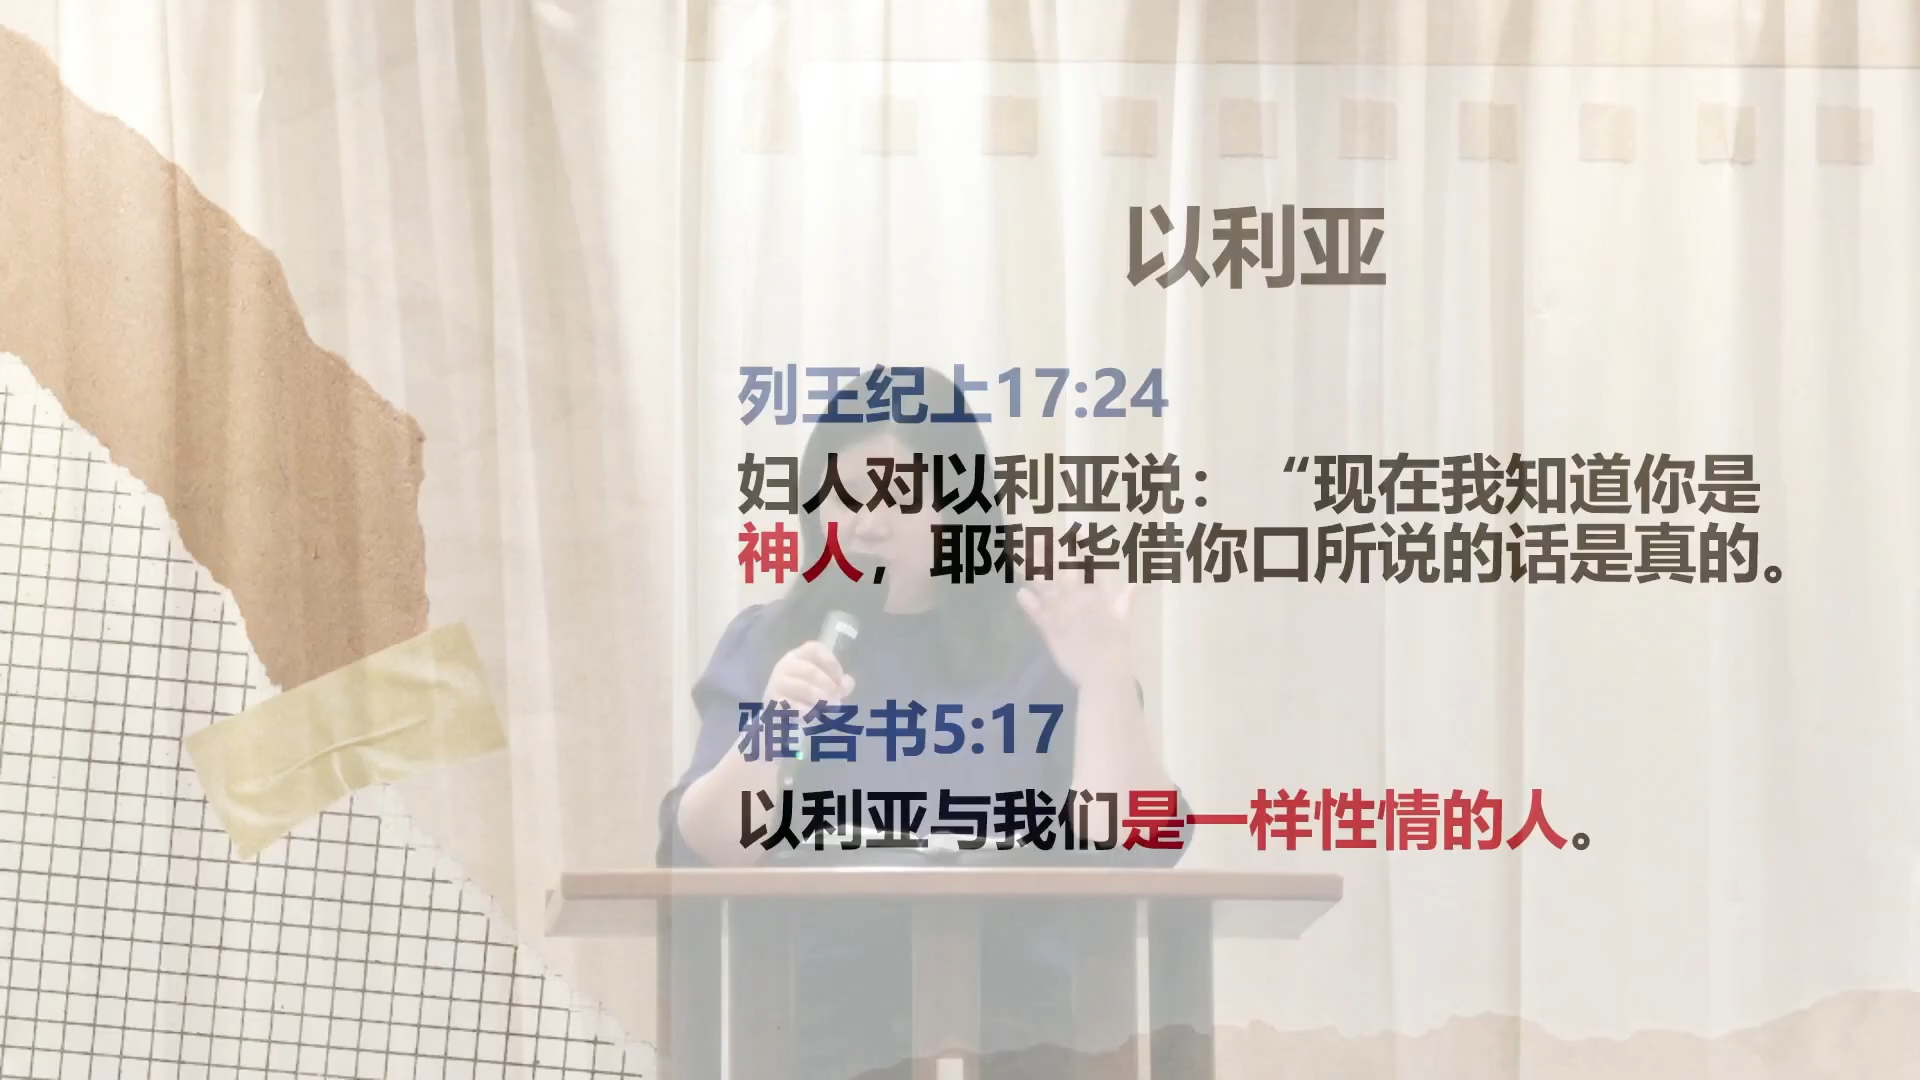 以利亚
列王纪上17:24
妇人对以利亚说：“现在我知道你是
神人，耶和华借你口所说的话是真的。
雅各书5:17
以利亚与我们是一样性情的人。